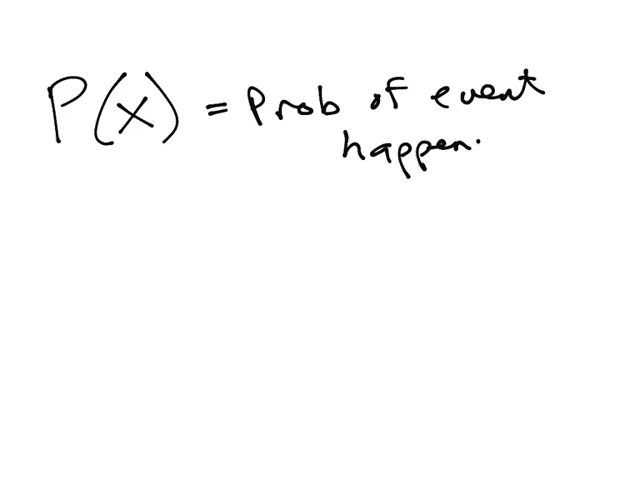 P(x) = Prob of event
happen.